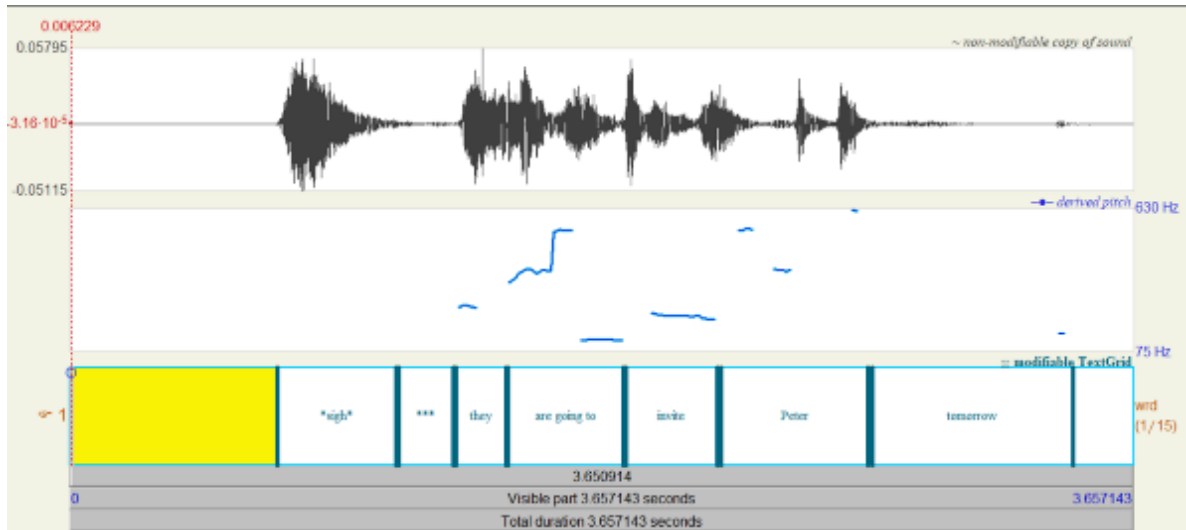 0.006229
0.05795
~ non-modifiable copy of sound
-3.16·10-5
-0.05115
derived pitch
630 Hz
75 Hz
:: modifiable TextGrid
☞ 1
*sigh*
***
they
are going to
invite
Peter
tomorrow
wrd
(1/15)
3.650914
0
Visible part 3.657143 seconds
3.657143
Total duration 3.657143 seconds